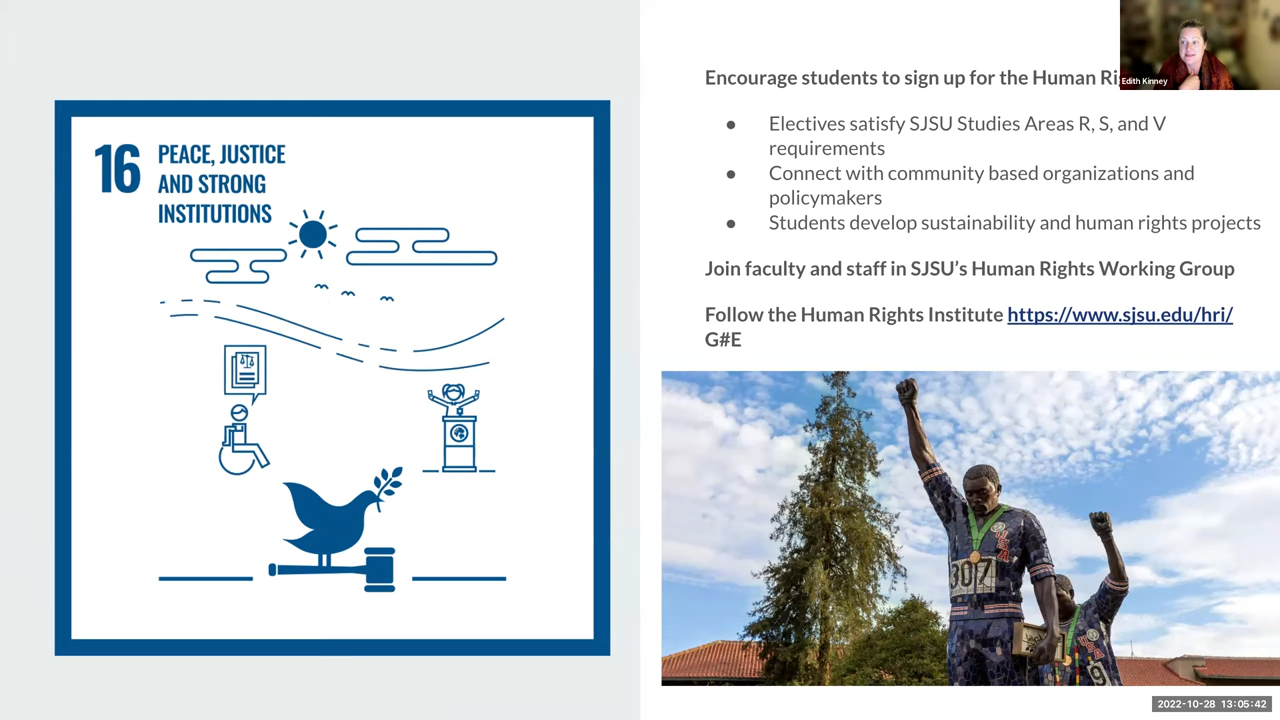 16
PEACE, JUSTICE
AND STRONG
INSTITUTIONS
Encourage students to sign up for the Human
Edith Kinney
● Electives satisfy SJSU Studies Areas R, S, and V
requirements
● Connect with community based organizations and
policymakers
● Students develop sustainability and human rights projects
Join faculty and staff in SJSU’s Human Rights Working Group
Follow the Human Rights Institute https://www.sjsu.edu/hri/
G#E
307
USA
2022-10-28 13:05:42